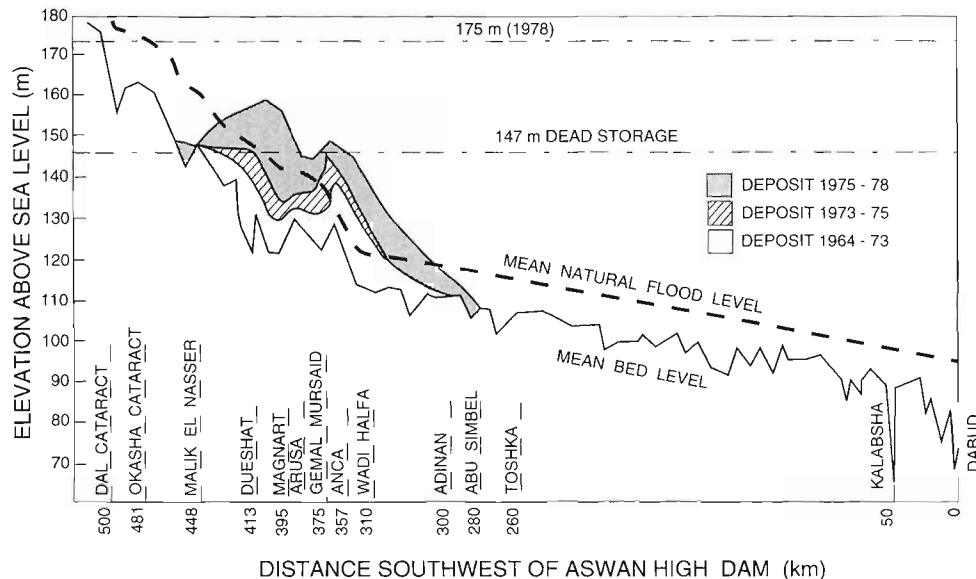 ELEVATION ABOVE SEA LEVEL (m)
180
170
160
150
140
130
120
110
100
90
80
70
175 m (1978)
147 m DEAD STORAGE
DEPOSIT 1975 - 78
DEPOSIT 1973 - 75
DEPOSIT 1964 - 73
MEAN NATURAL FLOOD LEVEL
MEAN BED LEVEL
DAL CATARACT
OKASHA CATARACT
MALIK EL NASSER
DUESHAT
MAGNART
ARUSA
GEMAL MURSAID
ANCA
WADI HALFA
ADINAN
ABU SIMBEL
TOSHKA
KALABSHA
DABUD
500
481
448
413
395
375
357
310
300
280
260
50
0
DISTANCE SOUTHWEST OF ASWAN HIGH DAM (km)